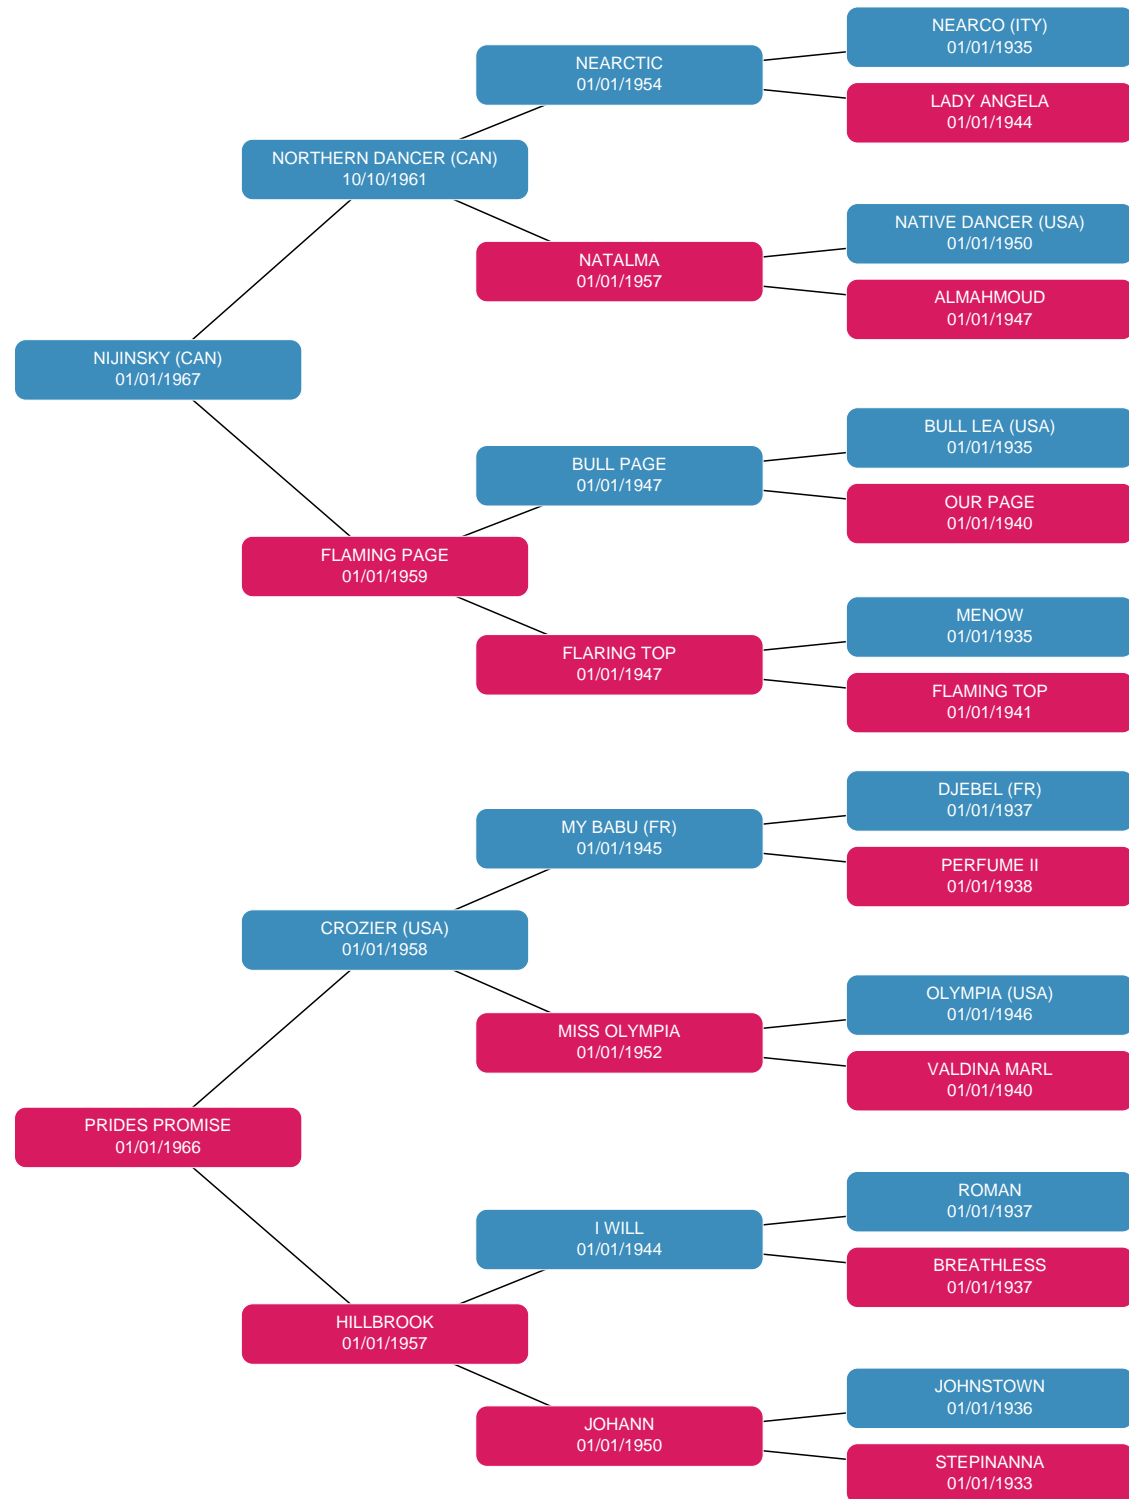 NEARCO (ITY)
01/01/1935
NEARCTIC
01/01/1954
LADY ANGELA
01/01/1944
NORTHERN DANCER (CAN)
10/10/1961
NATIVE DANCER (USA)
01/01/1950
NATALMA
01/01/1957
ALMAHMOUD
01/01/1947
NIJINSKY (CAN)
01/01/1967
BULL LEA (USA)
01/01/1935
BULL PAGE
01/01/1947
OUR PAGE
01/01/1940
FLAMING PAGE
01/01/1959
MENOW
01/01/1935
FLARING TOP
01/01/1947
FLAMING TOP
01/01/1941
DJEBEL (FR)
01/01/1937
MY BABU (FR)
01/01/1945
PERFUME II
01/01/1938
CROZIER (USA)
01/01/1958
OLYMPIA (USA)
01/01/1946
MISS OLYMPIA
01/01/1952
VALDINA MARL
01/01/1940
PRIDES PROMISE
01/01/1966
ROMAN
01/01/1937
I WILL
01/01/1944
BREATHLESS
01/01/1937
HILLBROOK
01/01/1957
JOHNSTOWN
01/01/1936
JOHANN
01/01/1950
STEPINANNA
01/01/1933